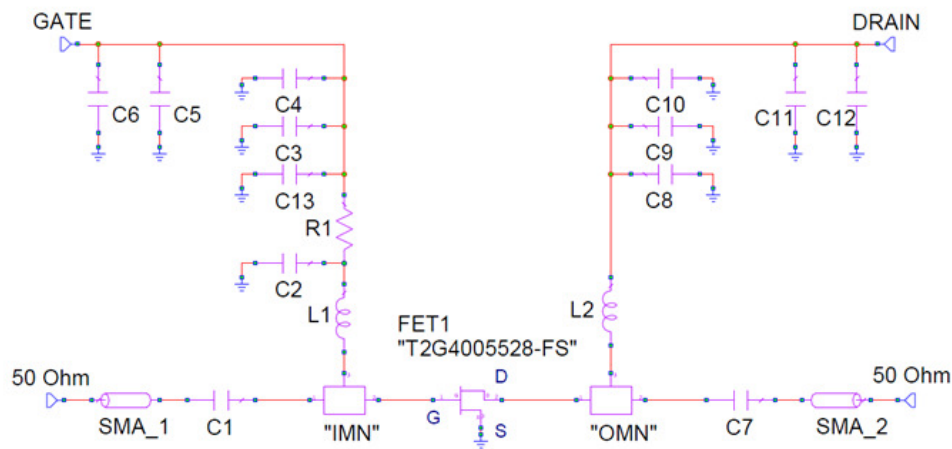 GATE
DRAIN
C6
C5
C4
C3
C13
R1
C2
L1
C10
C9
C8
C11
C12
L2
FET1
"T2G4005528-FS"
50 Ohm
SMA_1
C1
"IMN"
G
D
S
"OMN"
C7
SMA_2
50 Ohm